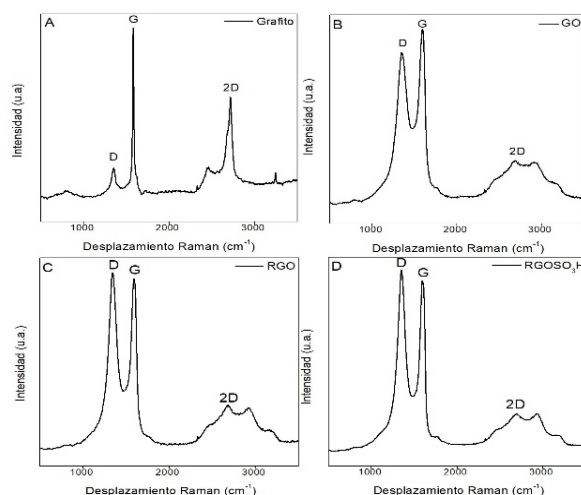 A
Grafito
G
2D
D
Intensidad (u.a)
1000
2000
3000
Desplazamiento Raman (cm⁻¹)
B
GO
G
D
2D
Intensidad (u.a)
1000
2000
3000
Desplazamiento Raman (cm⁻¹)
C
RGO
D
G
2D
Intensidad (u.a.)
1000
2000
3000
Desplazamiento Raman (cm⁻¹)
D
RGOSO₃H
D
G
2D
Intensidad (u.a.)
1000
2000
3000
Desplazamiento Raman (cm⁻¹)